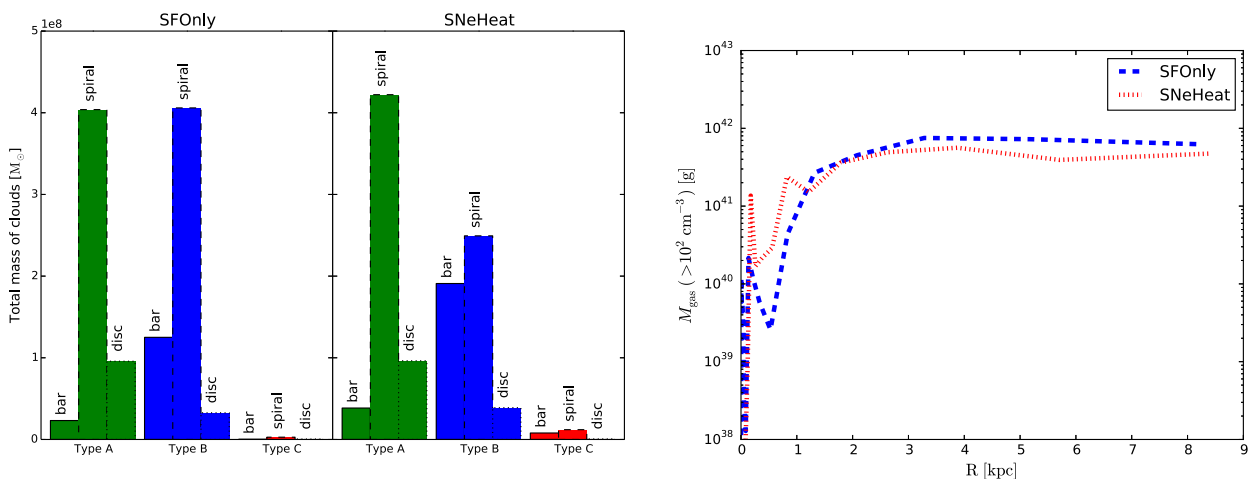 SFOnly
SNeHeat
5 1e8
4
3
2
1
0
Total mass of clouds [M⊙]
bar
spiral
disc
bar
spiral
disc
bar
spiral
disc
bar
spiral
disc
bar
spiral
disc
bar
spiral
disc
Type A
Type B
Type C
Type A
Type B
Type C
10^43
10^42
10^41
10^40
10^39
10^38
M_gas (>10^2 cm^−3) [g]
SFOnly
SNeHeat
0 1 2 3 4 5 6 7 8 9
R [kpc]